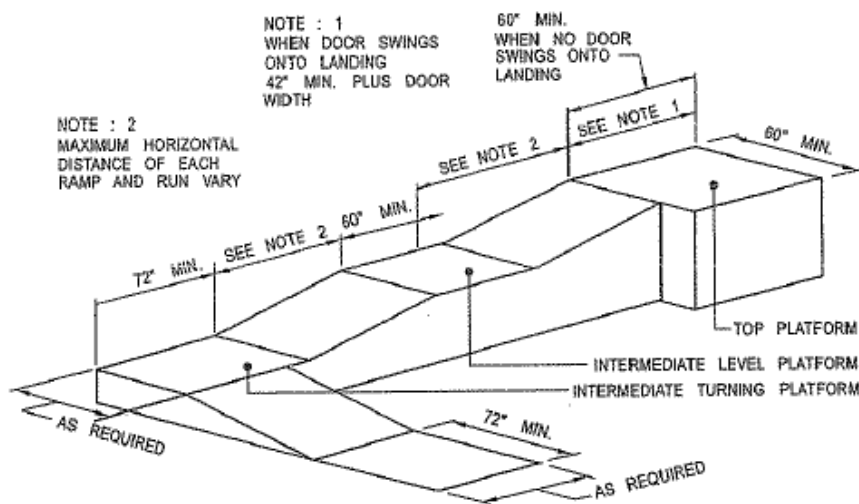 NOTE : 1
WHEN DOOR SWINGS
ONTO LANDING
42" MIN. PLUS DOOR
WIDTH
60" MIN.
WHEN NO DOOR
SWINGS ONTO
LANDING
NOTE : 2
MAXIMUM HORIZONTAL
DISTANCE OF EACH
RAMP AND RUN VARY
SEE NOTE 1
60" MIN.
SEE NOTE 2
60" MIN.
SEE NOTE 2
72" MIN.
TOP PLATFORM
INTERMEDIATE LEVEL PLATFORM
INTERMEDIATE TURNING PLATFORM
AS REQUIRED
72" MIN.
AS REQUIRED